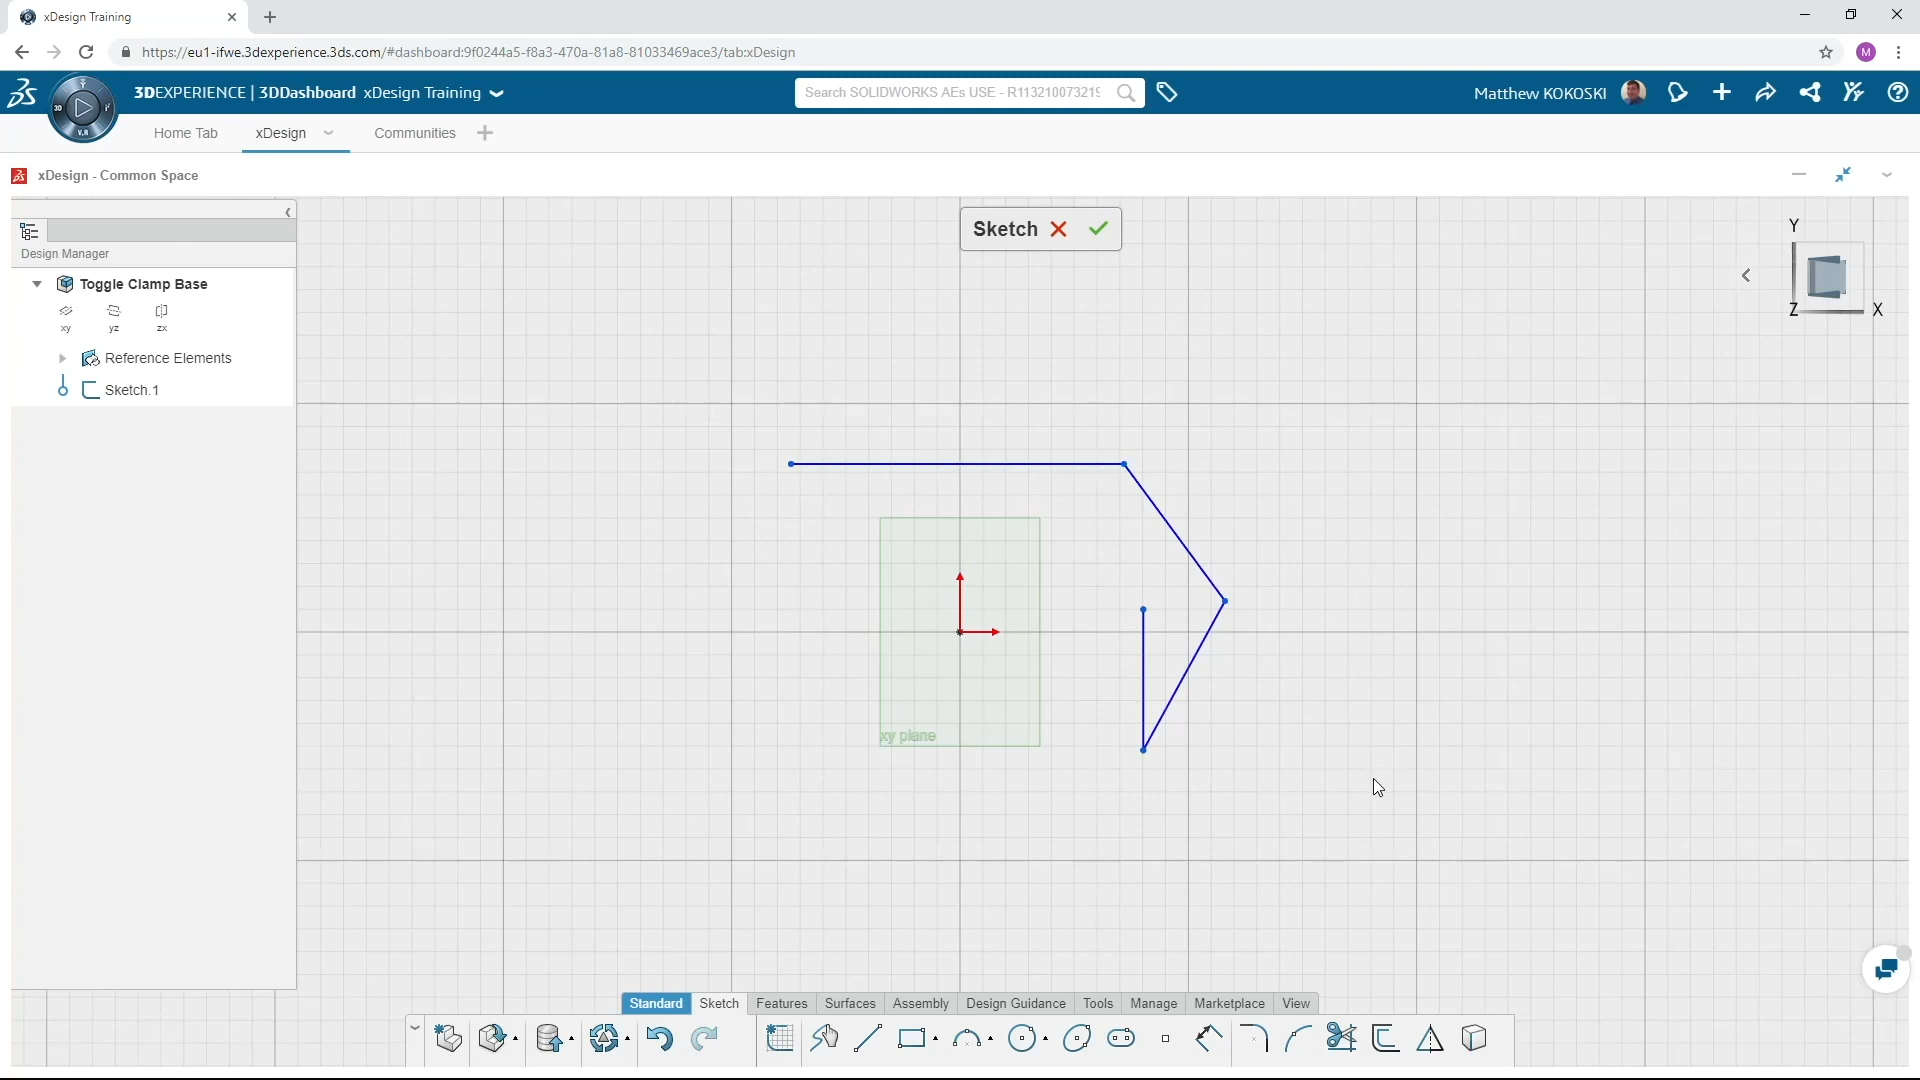 xDesign Training
https://eu1-ifwe.3dexperience.3ds.com/#dashboard:9f0244a5-f8a3-470a-81a8-81033469ace3/tab:xDesign
M
3D
V.R
3DEXPERIENCE | 3DDashboard xDesign Training
Search SOLIDWORKS AEs USE - R11321007321
Matthew KOKOSKI
Home Tab
xDesign
Communities
xDesign - Common Space
Sketch
Y
Z
X
Design Manager
Toggle Clamp Base
xy
yz
zx
Reference Elements
Sketch.1
xy plane
Standard
Sketch
Features
Surfaces
Assembly
Design Guidance
Tools
Manage
Marketplace
View